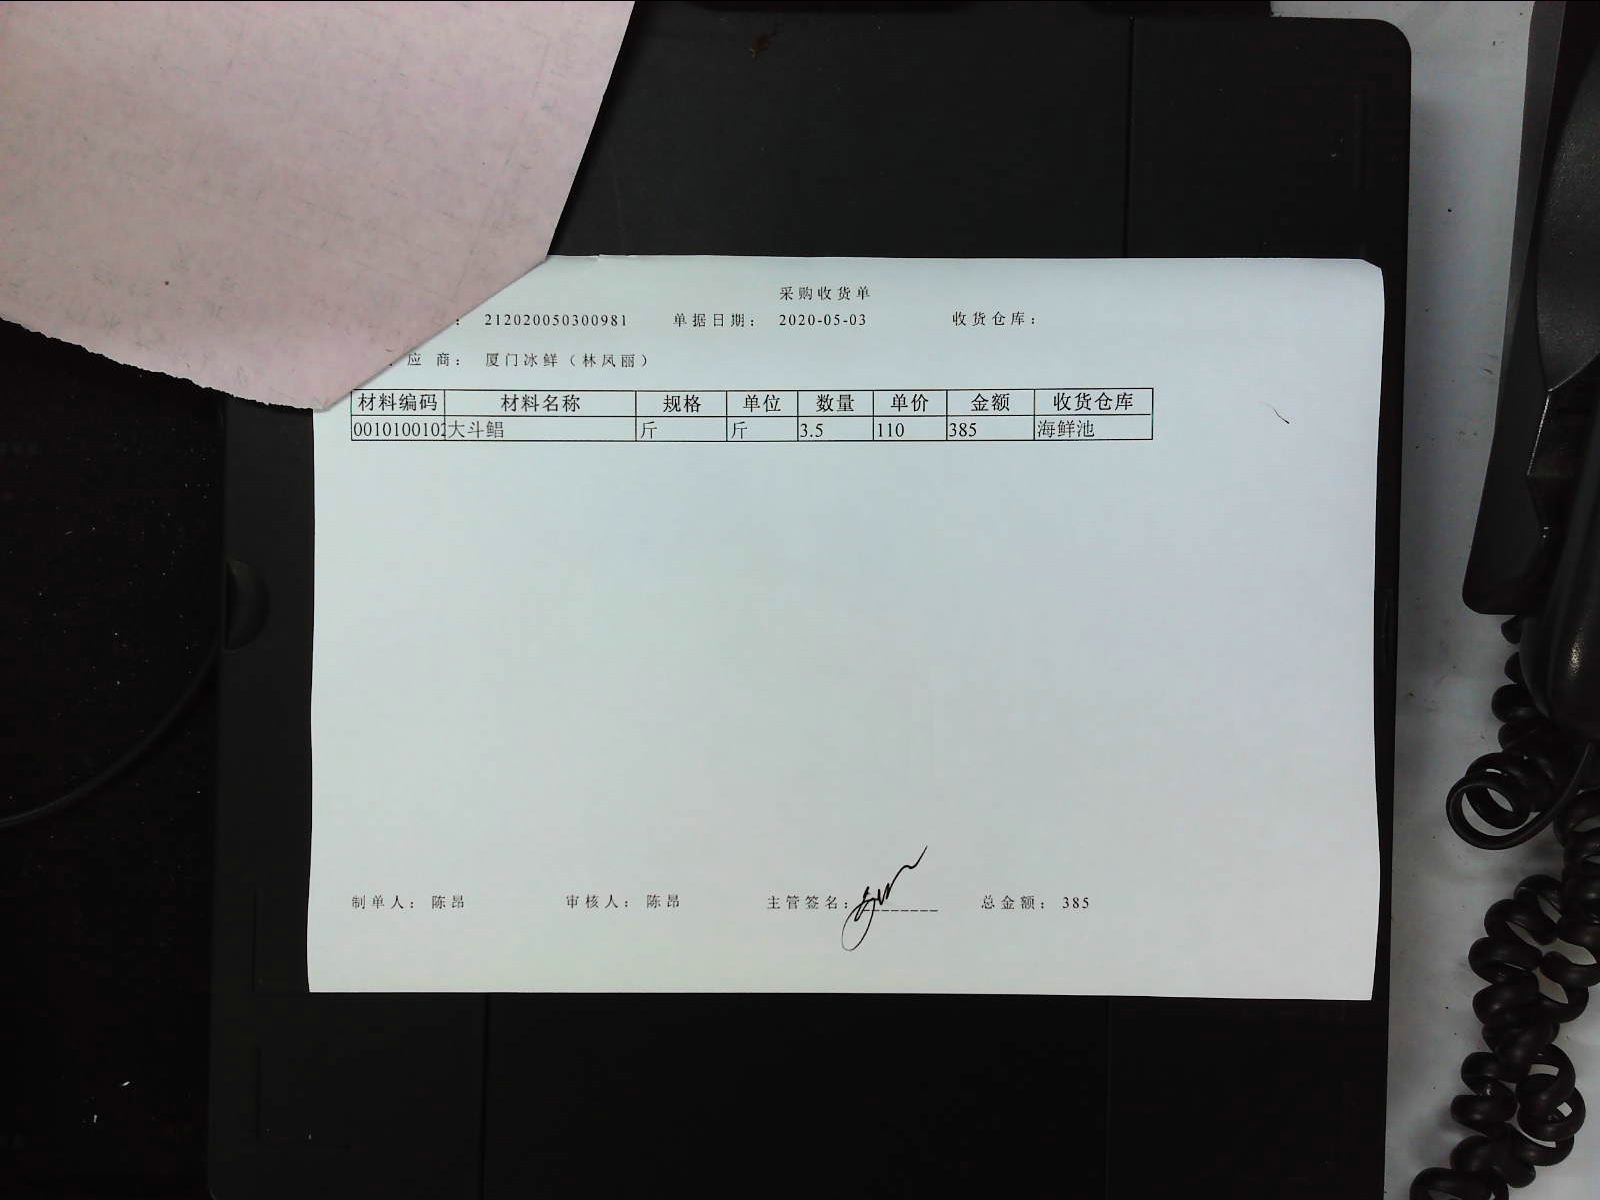 采购收货单
: 212020050300981 单据日期: 2020-05-03 收货仓库:
应 商: 厦门冰鲜（林凤丽）
材料编码 材料名称 规格 单位 数量 单价 金额 收货仓库
0010100102 大斗鲳 斤 斤 3.5 110 385 海鲜池
制单人: 陈昂 审核人: 陈昂 主管签名: 总金额: 385